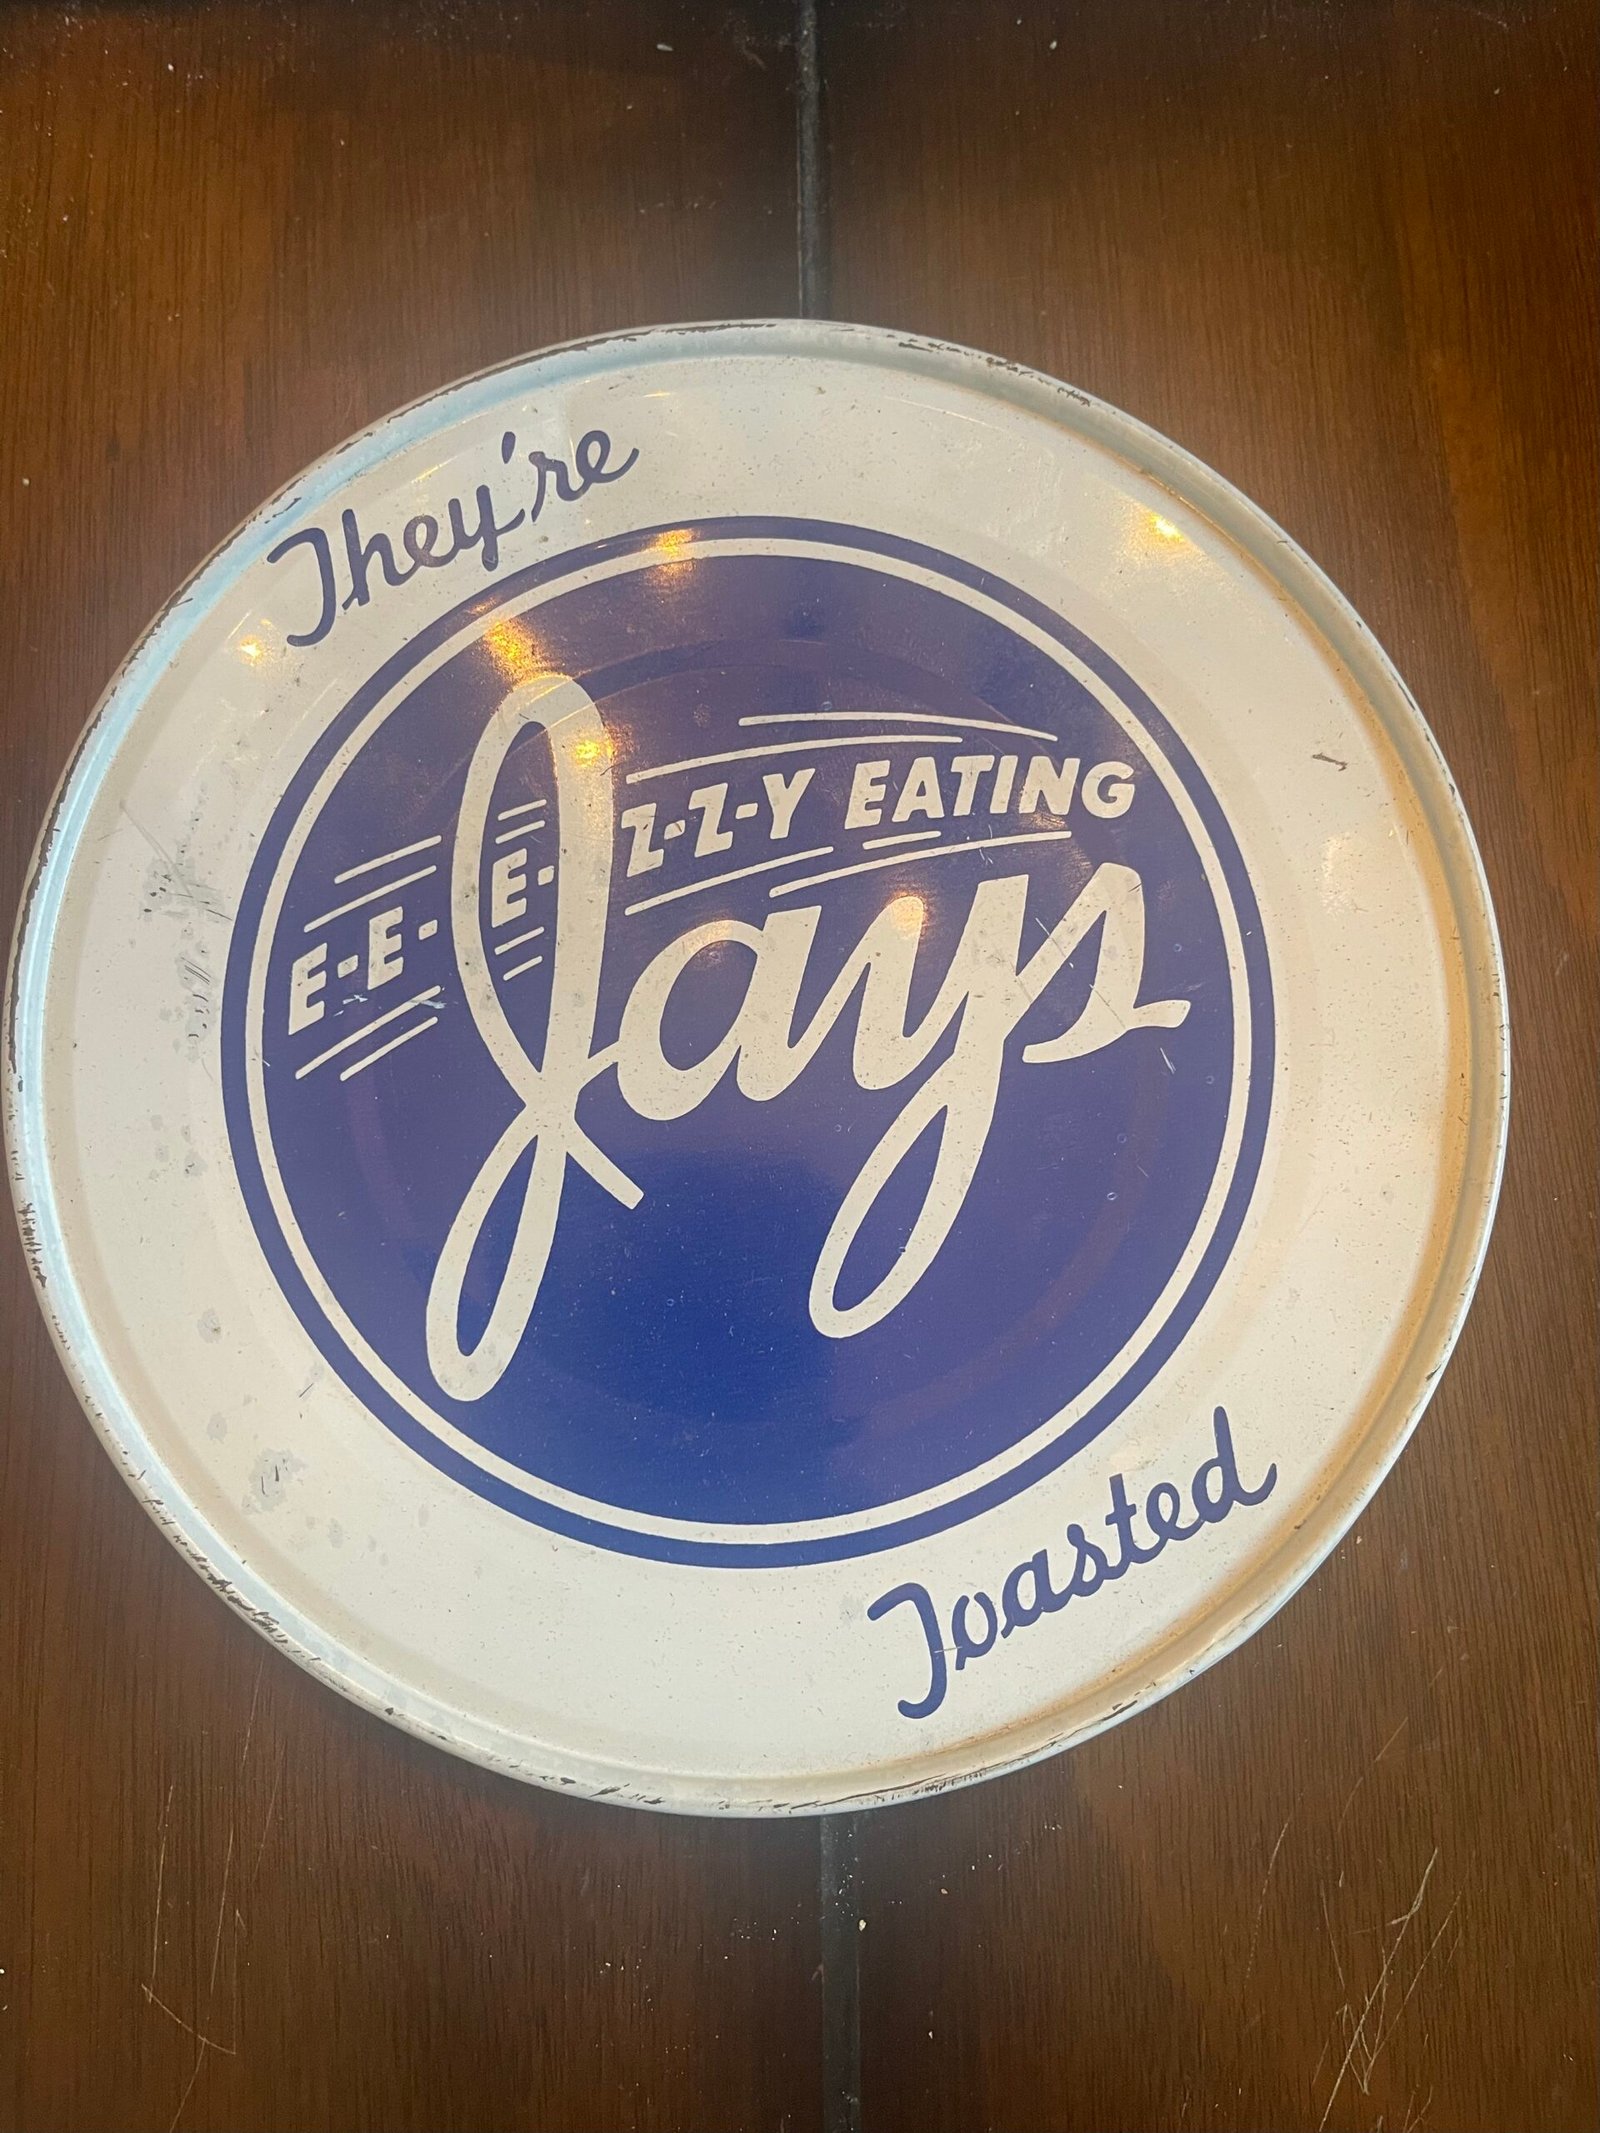 They're
E-E-E-Z-Z-Y EATING
Jays
Toasted